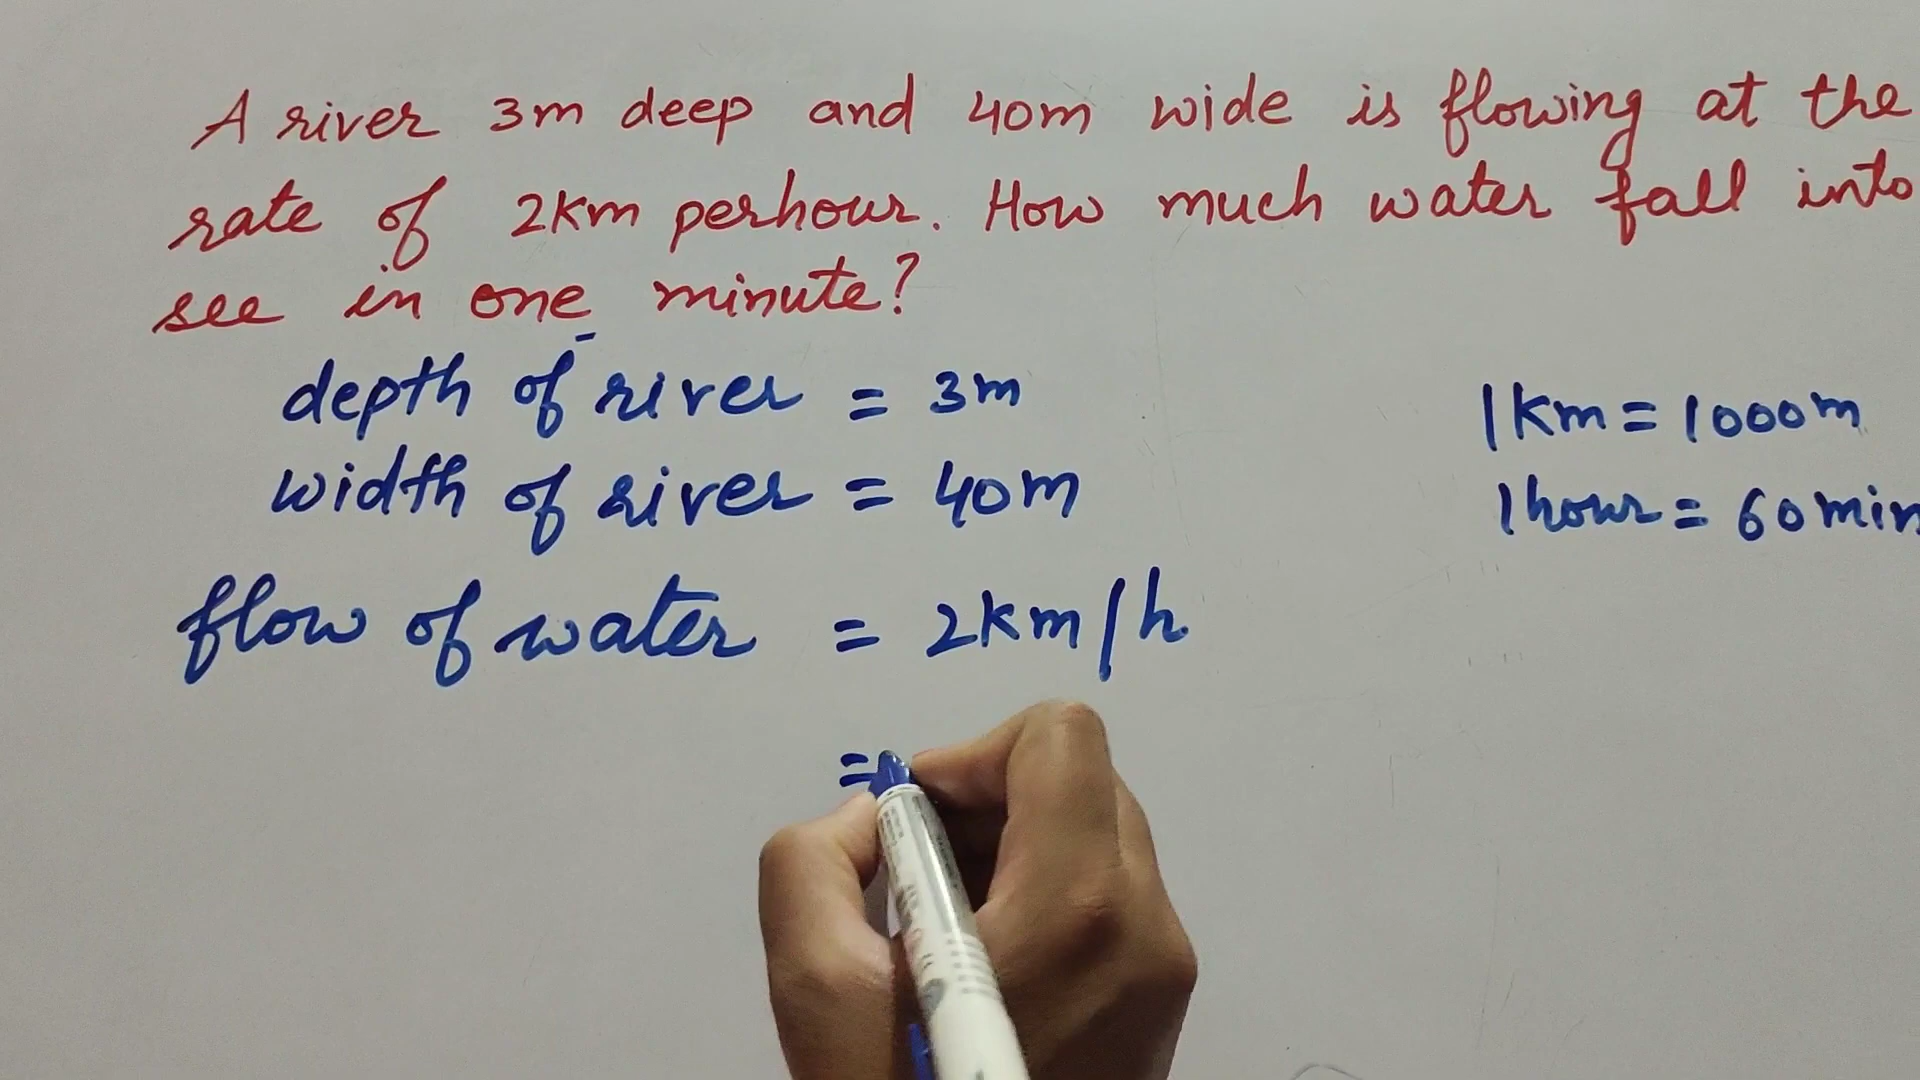 A river 3m deep and 40m wide is flowing at the
rate of 2km perhour. How much water fall into
see in one minute?
depth of river = 3m
1km = 1000m
width of river = 40m
1hour = 60min
flow of water = 2km/h
=